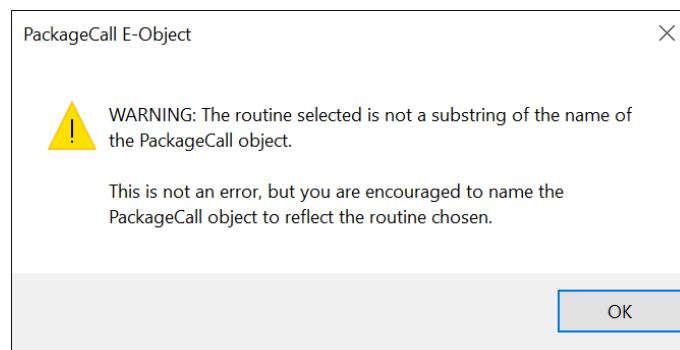 PackageCall E-Object
WARNING: The routine selected is not a substring of the name of
the PackageCall object.
This is not an error, but you are encouraged to name the
PackageCall object to reflect the routine chosen.
OK